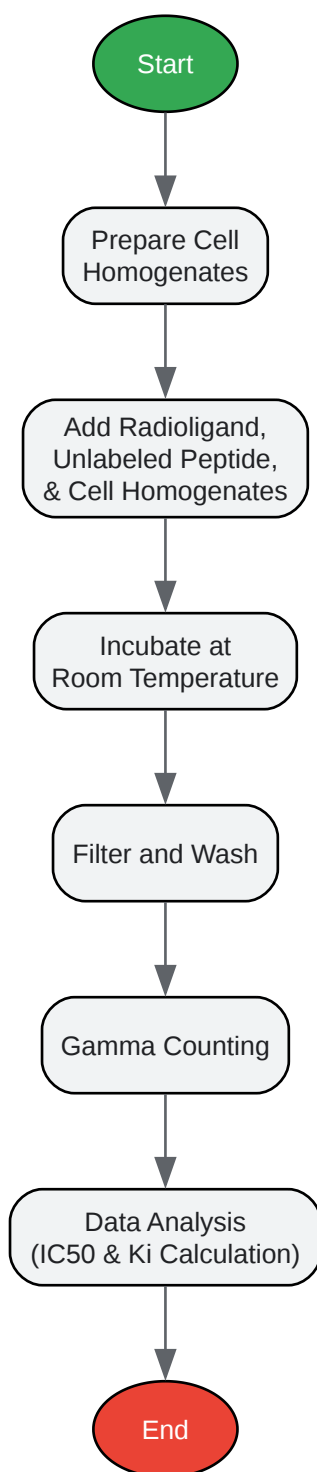 Start
Prepare Cell
Homogenates
Add Radioligand,
Unlabeled Peptide,
& Cell Homogenates
Incubate at
Room Temperature
Filter and Wash
Gamma Counting
Data Analysis
(IC50 & Ki Calculation)
End